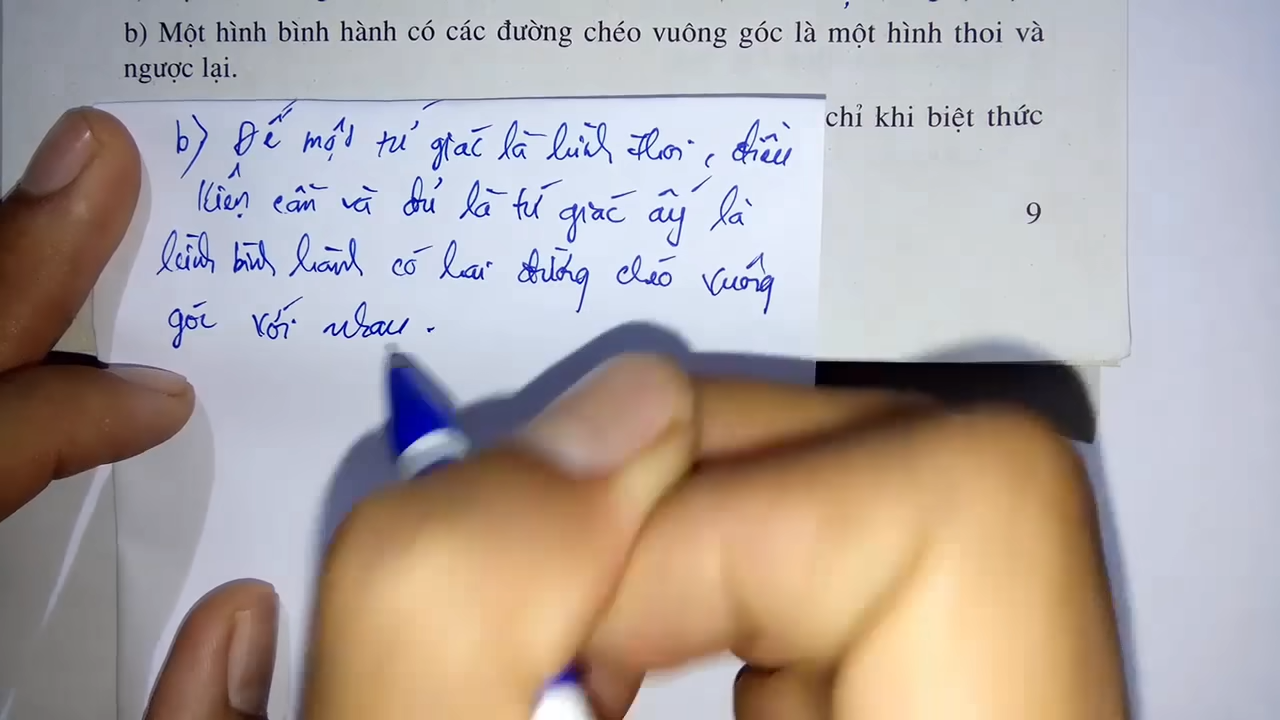 b) Một hình bình hành có các đường chéo vuông góc là một hình thoi và
ngược lại.
chỉ khi biệt thức
b) Để một tứ giác là hình thoi, điều
kiện cần và đủ là tứ giác ấy là
hình bình hành có hai đường chéo vuông
góc với nhau.
9